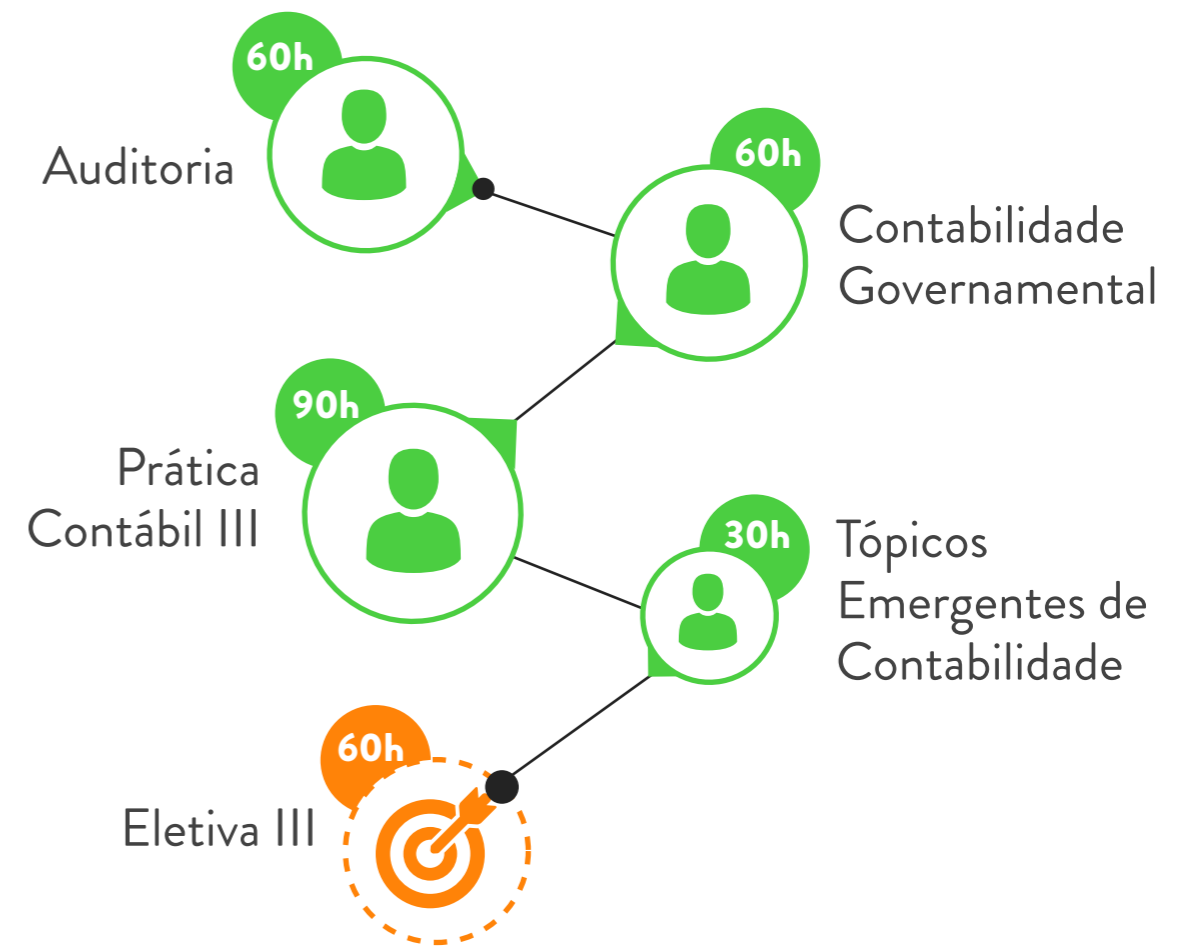 60h
Auditoria
60h
Contabilidade
Governamental
90h
Prática
Contábil III
30h
Tópicos
Emergentes de
Contabilidade
60h
Eletiva III